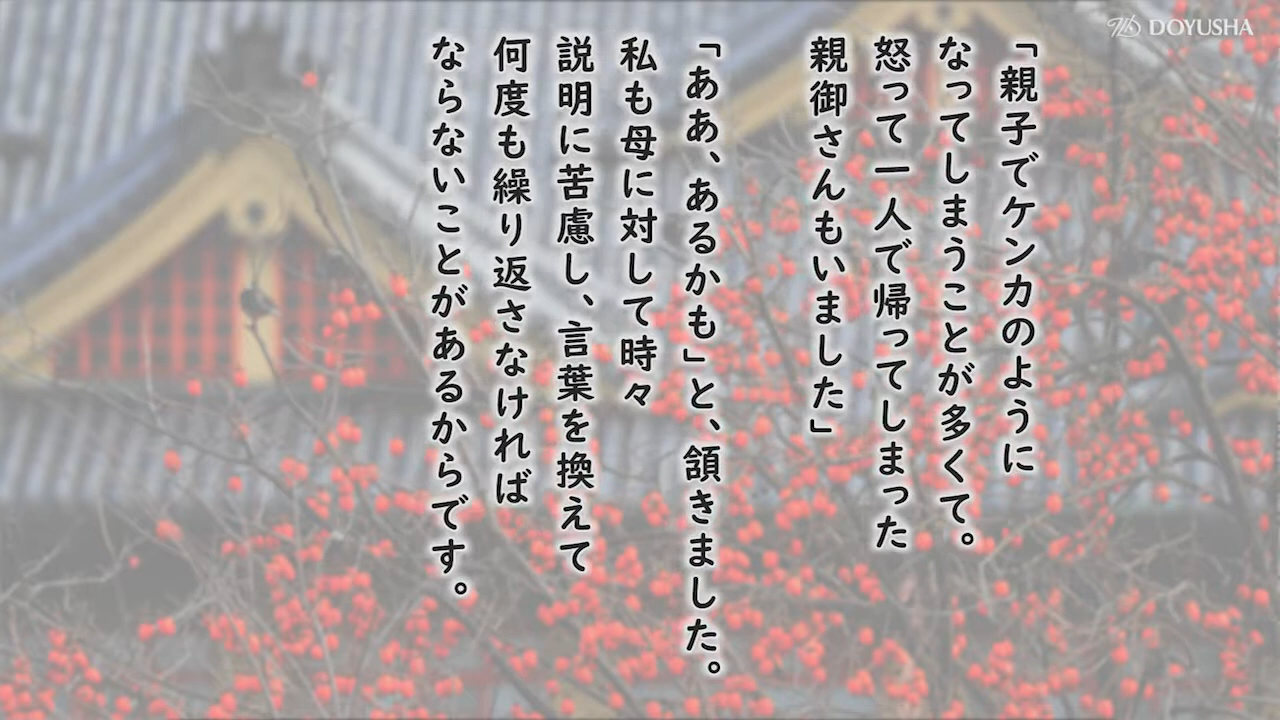 DOYUSHA
「親子でケンカのように
なってしまうことが多くて。
怒って一人で帰ってしまった
親御さんもいました」
「ああ、あるかも」と、頷きました。
私も母に対して時々
説明に苦慮し、言葉を換えて
何度も繰り返さなければ
ならないことがあるからです。